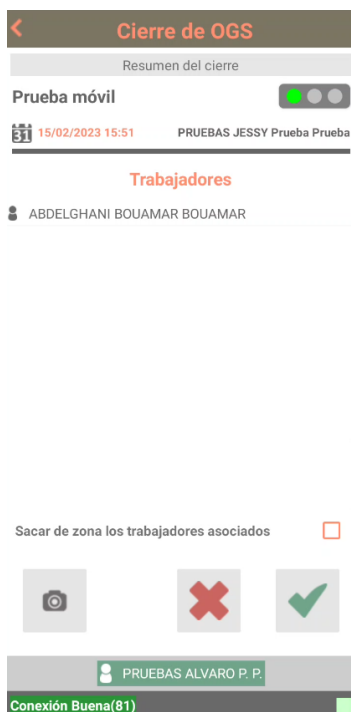 Cierre de OGS
Resumen del cierre
Prueba móvil
31 15/02/2023 15:51 PRUEBAS JESSY Prueba Prueba
Trabajadores
ABDELGHANI BOUAMAR BOUAMAR
Sacar de zona los trabajadores asociados
PRUEBAS ALVARO P. P.
Conexión Buena(81)